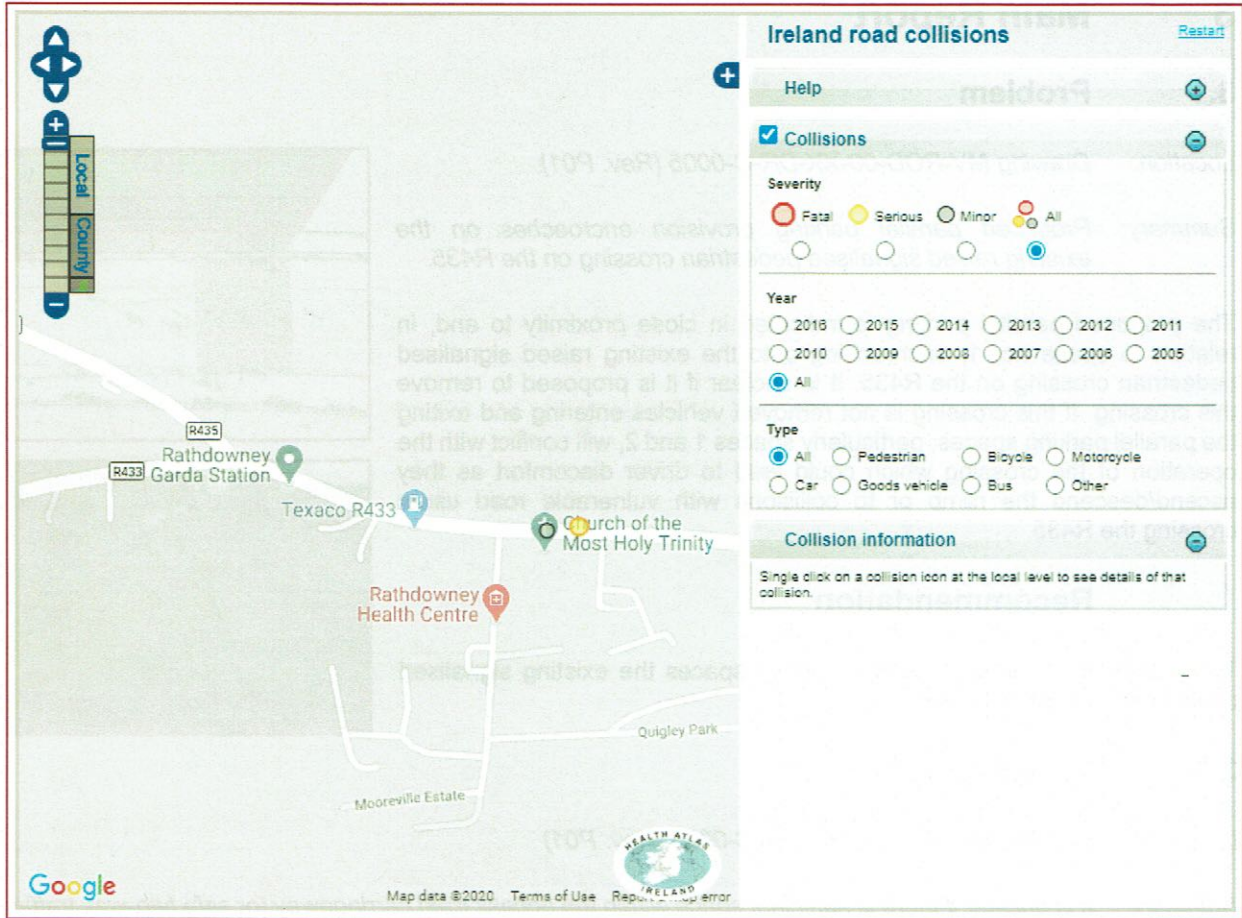 Ireland road collisions
Restart
Help
Collisions
Severity
Fatal Serious Minor All
Year
2016 2015 2014 2013 2012 2011
2010 2009 2008 2007 2006 2005
All
Type
All Pedestrian Bicycle Motorcycle
Car Goods vehicle Bus Other
Collision information
Single click on a collision icon at the local level to see details of that
collision.
Local
County
R435
R433
Rathdowney
Garda Station
Texaco R433
Church of the
Most Holy Trinity
Rathdowney
Health Centre
Quigley Park
Mooreville Estate
HEALTH ATLAS
IRELAND
Google
Map data ©2020 Terms of Use Report a map error